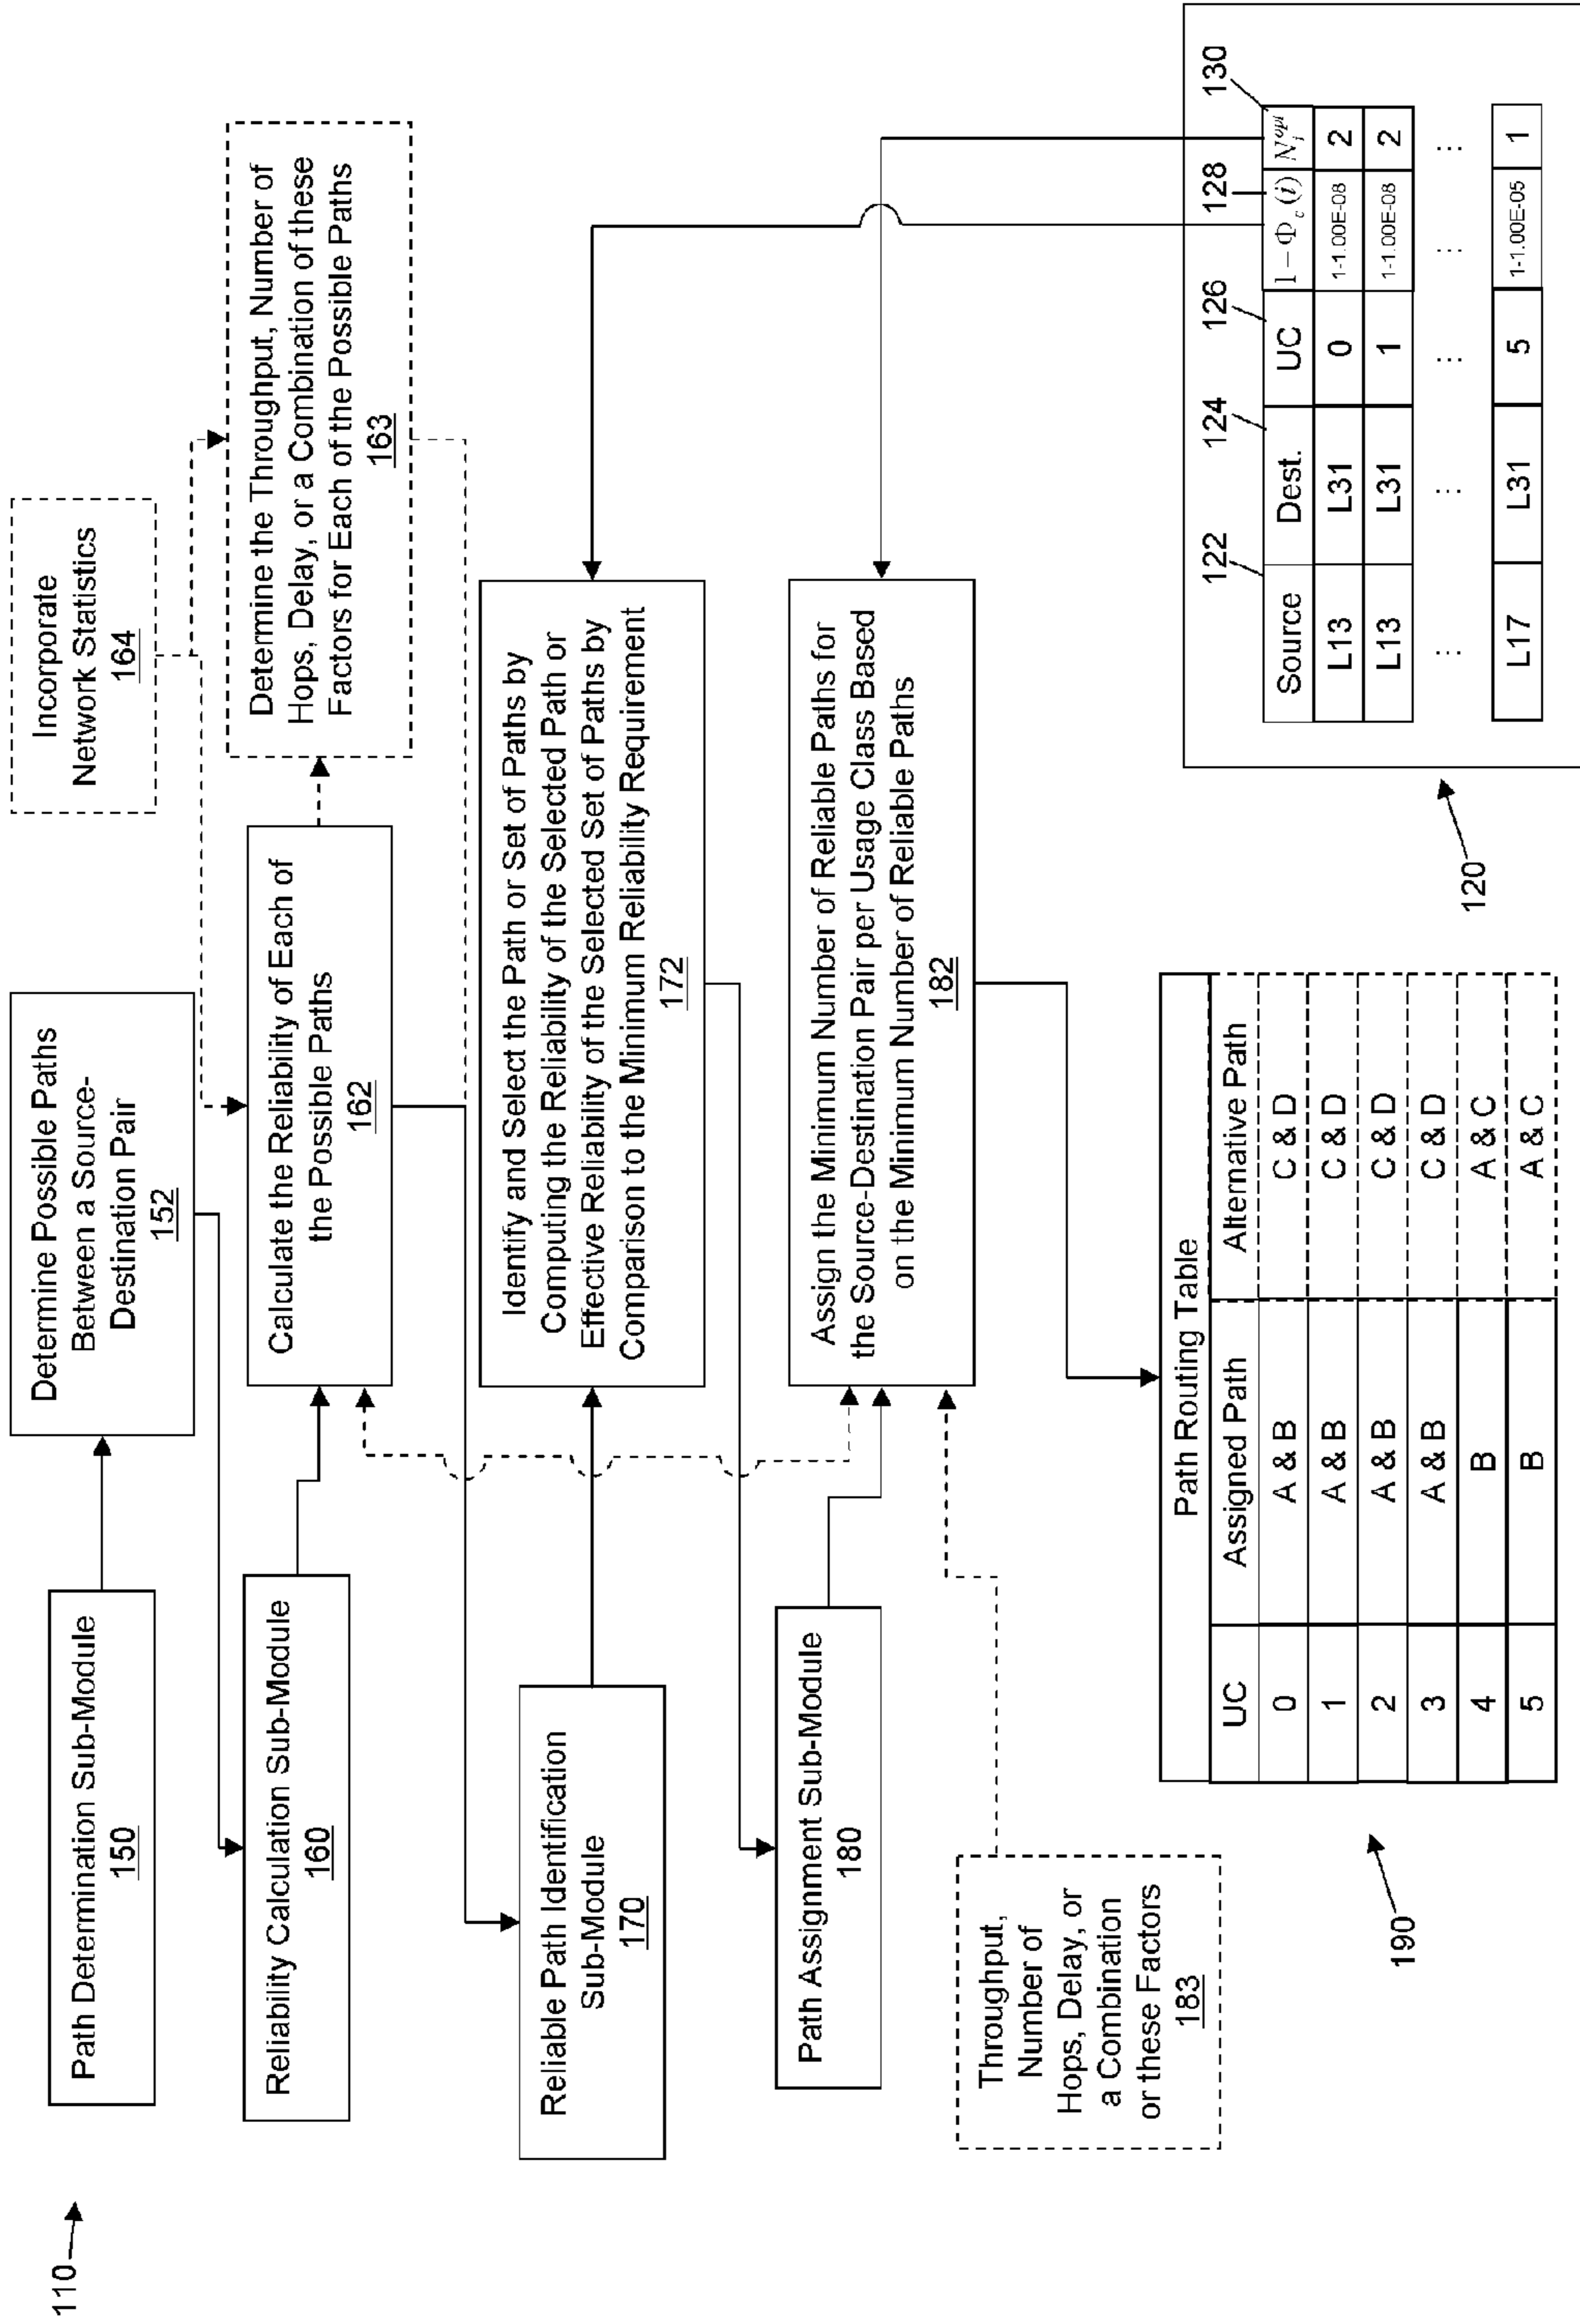 110
Path Determination Sub-Module
150
Determine Possible Paths
Between a Source-
Destination Pair
152
Incorporate
Network Statistics
164
Reliability Calculation Sub-Module
160
Calculate the Reliability of Each of
the Possible Paths
162
Determine the Throughput, Number of
Hops, Delay, or a Combination of these
Factors for Each of the Possible Paths
163
Reliable Path Identification
Sub-Module
170
Identify and Select the Path or Set of Paths by
Computing the Reliability of the Selected Path or
Effective Reliability of the Selected Set of Paths by
Comparison to the Minimum Reliability Requirement
172
Path Assignment Sub-Module
180
Assign the Minimum Number of Reliable Paths for
the Source-Destination Pair per Usage Class Based
on the Minimum Number of Reliable Paths
182
Throughput,
Number of
Hops, Delay, or
a Combination
or these Factors
183
190
Path Routing Table
UC Assigned Path Alternative Path
0 A & B C & D
1 A & B C & D
2 A & B C & D
3 A & B C & D
4 B A & C
5 B A & C
120
122 124 126 128 130
Source Dest. UC 1 – Φc (i) Ni^opt
L13 L31 0 1-1.00E-08 2
L13 L31 1 1-1.00E-08 2
... ... ... ... ...
L17 L31 5 1-1.00E-05 1